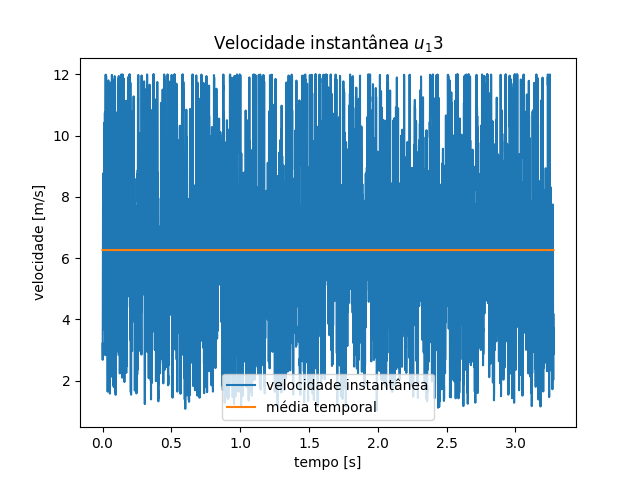 Velocidade instantânea u₁3
12
10
8
6
4
2
velocidade [m/s]
velocidade instantânea
média temporal
0.0 0.5 1.0 1.5 2.0 2.5 3.0
tempo [s]